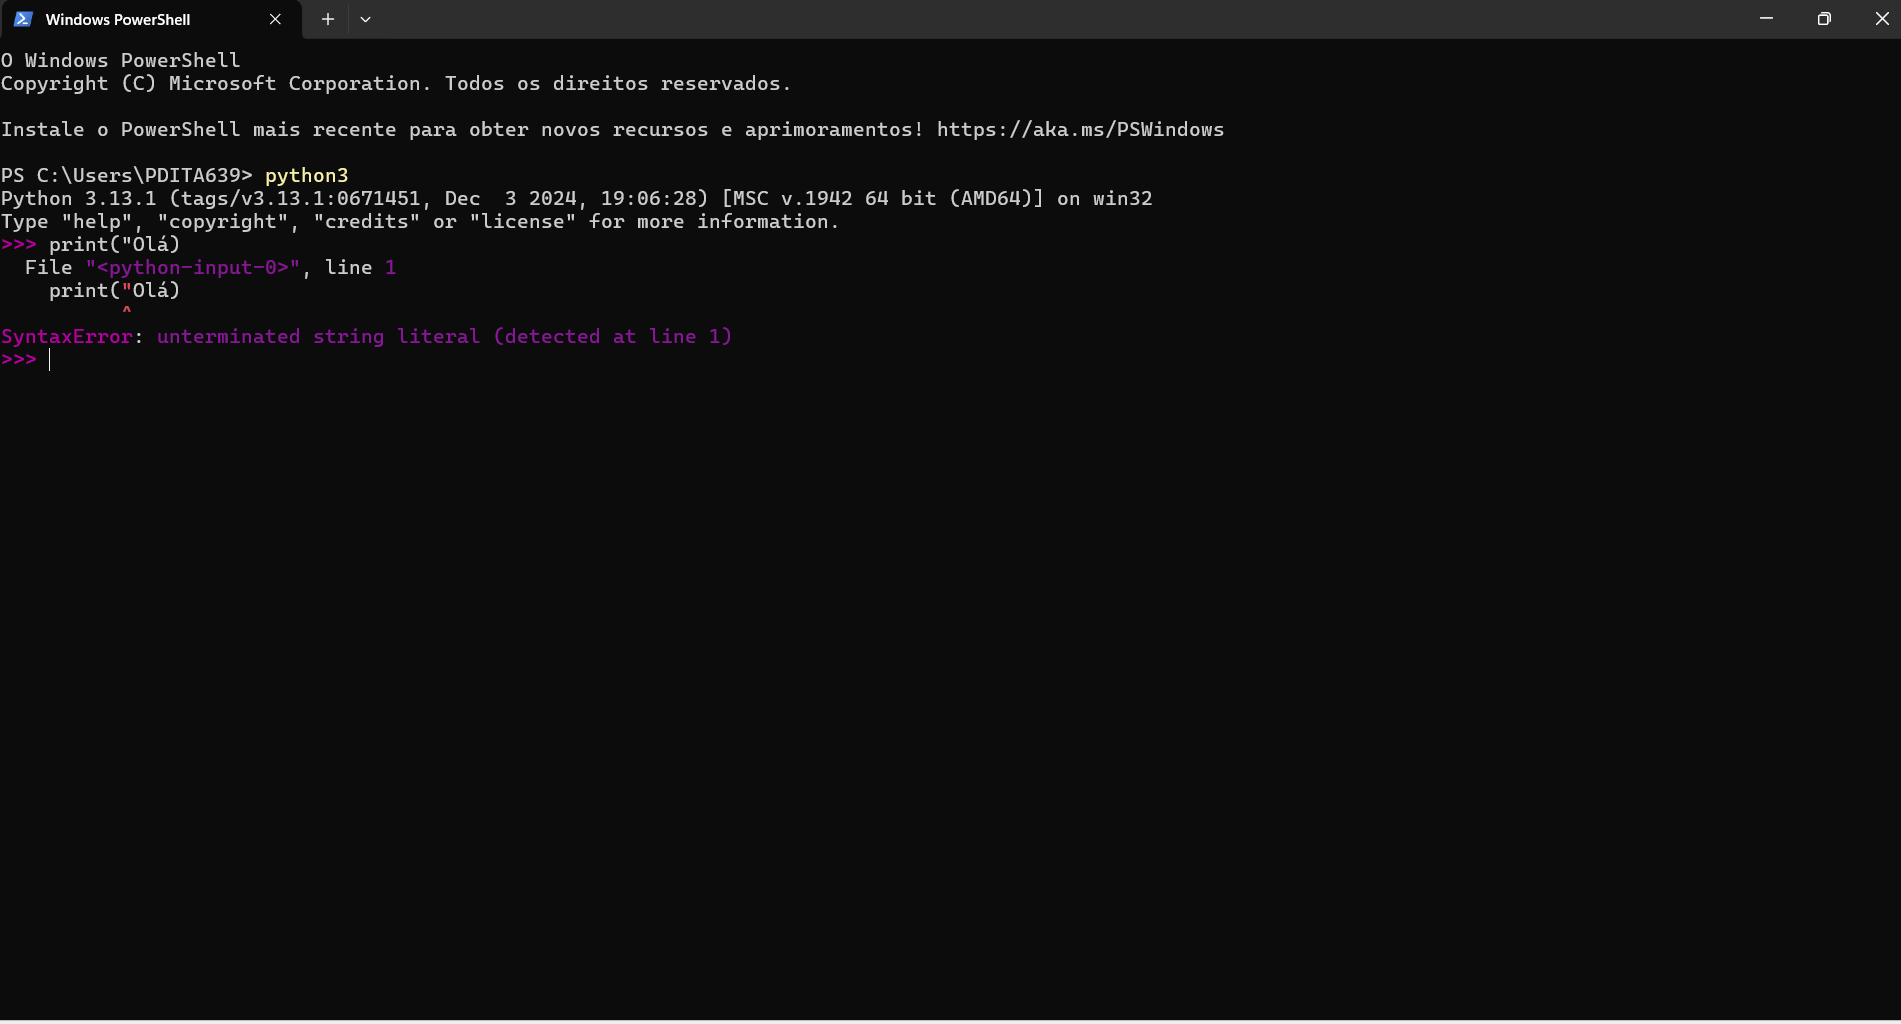 Windows PowerShell
O Windows PowerShell
Copyright (C) Microsoft Corporation. Todos os direitos reservados.
Instale o PowerShell mais recente para obter novos recursos e aprimoramentos! https://aka.ms/PSWindows
PS C:\Users\PDITA639> python3
Python 3.13.1 (tags/v3.13.1:0671451, Dec  3 2024, 19:06:28) [MSC v.1942 64 bit (AMD64)] on win32
Type "help", "copyright", "credits" or "license" for more information.
>>> print("Olá)
  File "<python-input-0>", line 1
    print("Olá)
          ^
SyntaxError: unterminated string literal (detected at line 1)
>>>